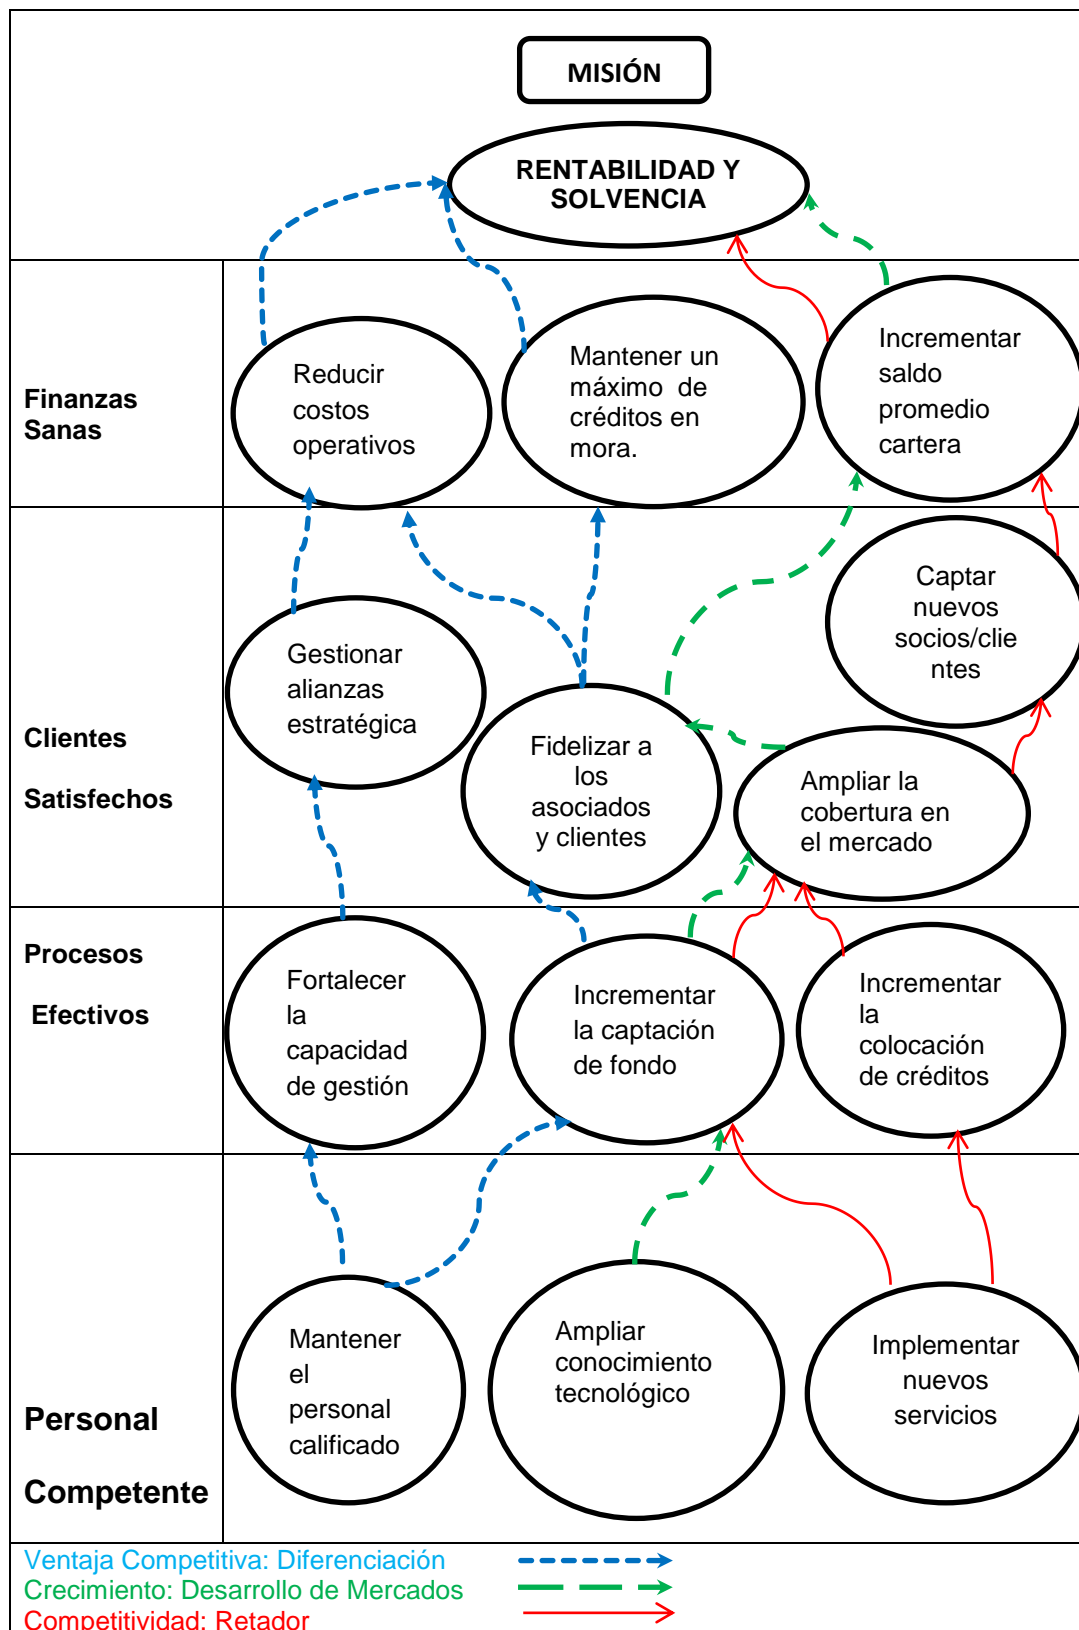 MISIÓN
RENTABILIDAD Y
SOLVENCIA
Finanzas
Sanas
Reducir
costos
operativos
Mantener un
máximo  de
créditos en
mora.
Incrementar
saldo
promedio
cartera
Clientes
Satisfechos
Gestionar
alianzas
estratégica
Fidelizar a
los
asociados
y clientes
Captar
nuevos
socios/clie
ntes
Ampliar la
cobertura en
el mercado
Procesos
Efectivos
Fortalecer
la
capacidad
de gestión
Incrementar
la captación
de fondo
Incrementar
la
colocación
de créditos
Personal
Competente
Mantener
el
personal
calificado
Ampliar
conocimiento
tecnológico
Implementar
nuevos
servicios
Ventaja Competitiva: Diferenciación
Crecimiento: Desarrollo de Mercados
Competitividad: Retador